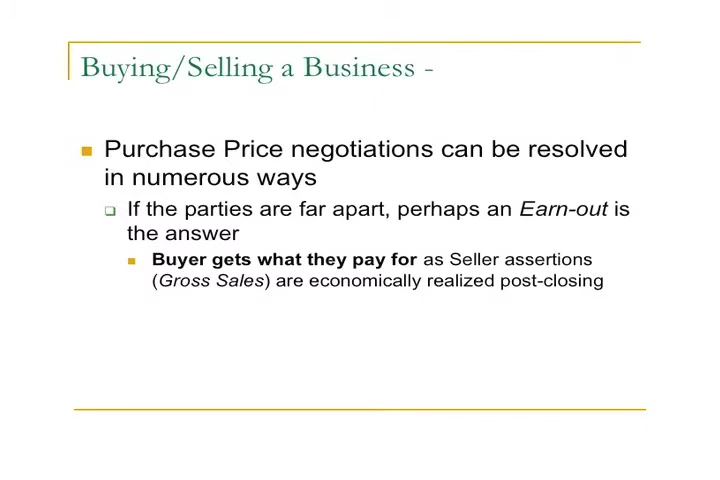 Buying/Selling a Business -
Purchase Price negotiations can be resolved
in numerous ways
If the parties are far apart, perhaps an Earn-out is
the answer
Buyer gets what they pay for as Seller assertions
(Gross Sales) are economically realized post-closing